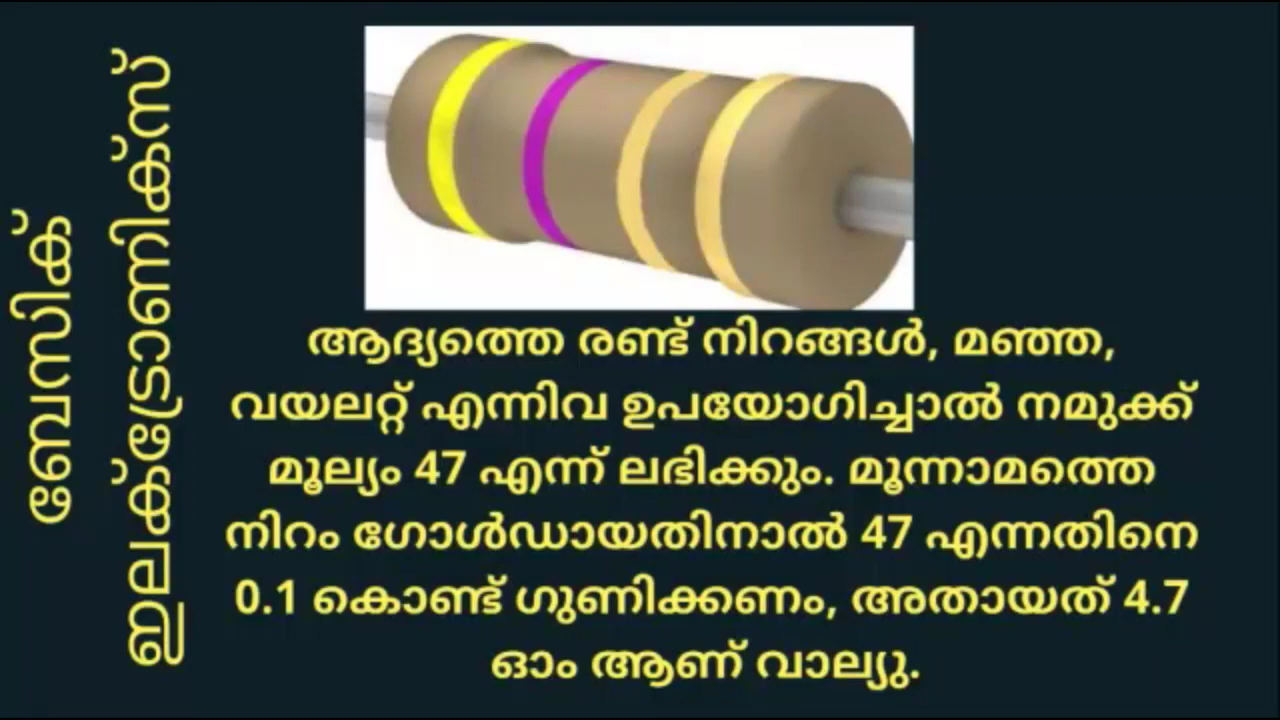 ബേസിക്
ഇലക്ട്രോണിക്സ്
ആദ്യത്തെ രണ്ട് നിറങ്ങൾ, മഞ്ഞ,
വയലറ്റ് എന്നിവ ഉപയോഗിച്ചാൽ നമുക്ക്
മൂല്യം 47 എന്ന് ലഭിക്കും. മൂന്നാമത്തെ
നിറം ഗോൾഡായതിനാൽ 47 എന്നതിനെ
0.1 കൊണ്ട് ഗുണിക്കണം, അതായത് 4.7
ഓം ആണ് വാല്യു.